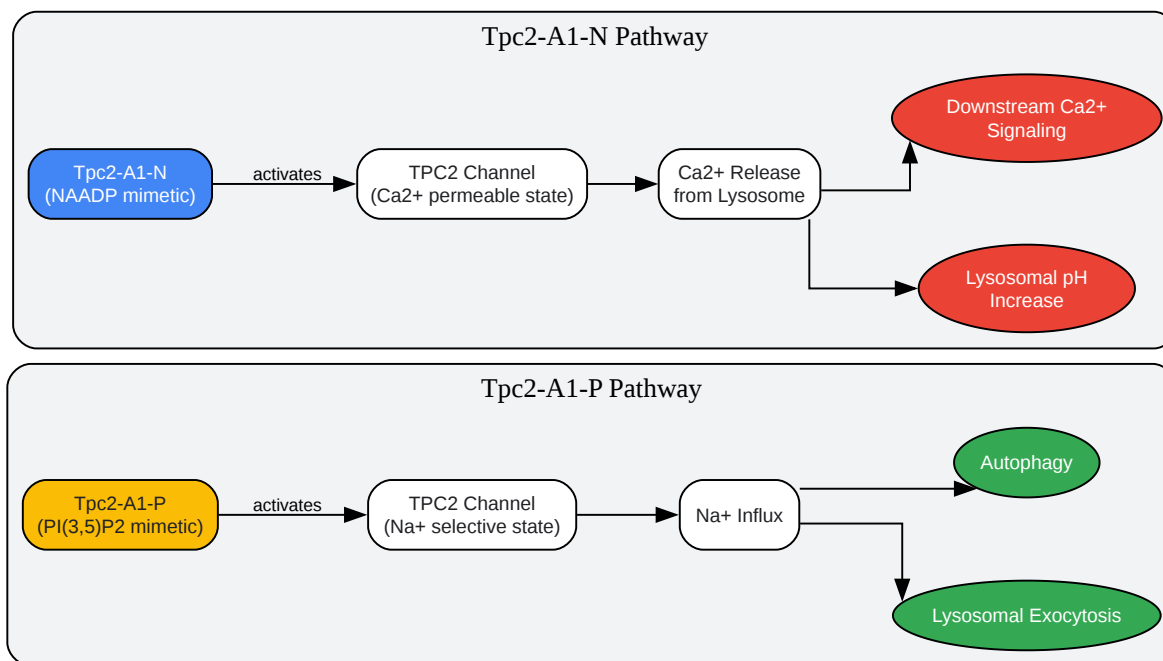 Tpc2-A1-N Pathway
Tpc2-A1-N
(NAADP mimetic)
activates
TPC2 Channel
(Ca2+ permeable state)
Ca2+ Release
from Lysosome
Downstream Ca2+
Signaling
Lysosomal pH
Increase
Tpc2-A1-P Pathway
Tpc2-A1-P
(PI(3,5)P2 mimetic)
activates
TPC2 Channel
(Na+ selective state)
Na+ Influx
Autophagy
Lysosomal Exocytosis